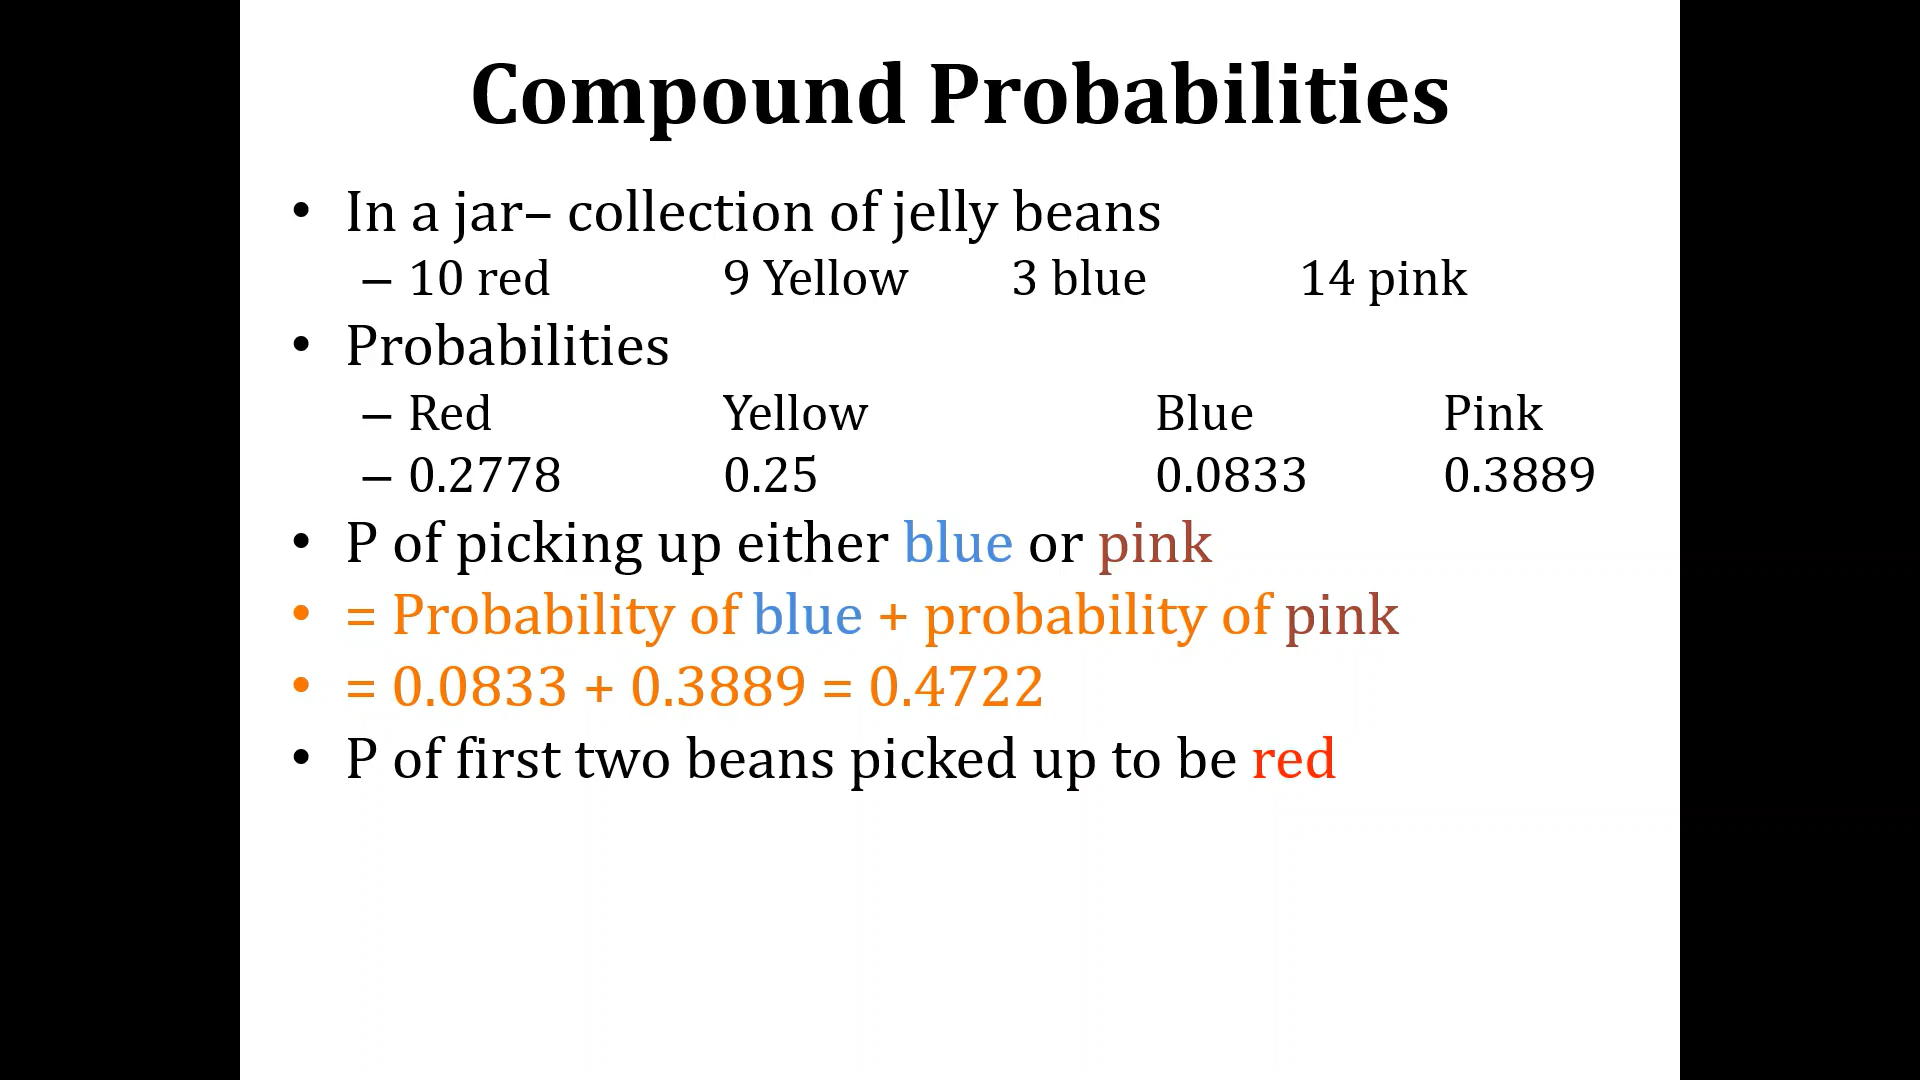 Compound Probabilities
• In a jar– collection of jelly beans
– 10 red 9 Yellow 3 blue 14 pink
• Probabilities
– Red Yellow Blue Pink
– 0.2778 0.25 0.0833 0.3889
• P of picking up either blue or pink
• = Probability of blue + probability of pink
• = 0.0833 + 0.3889 = 0.4722
• P of first two beans picked up to be red